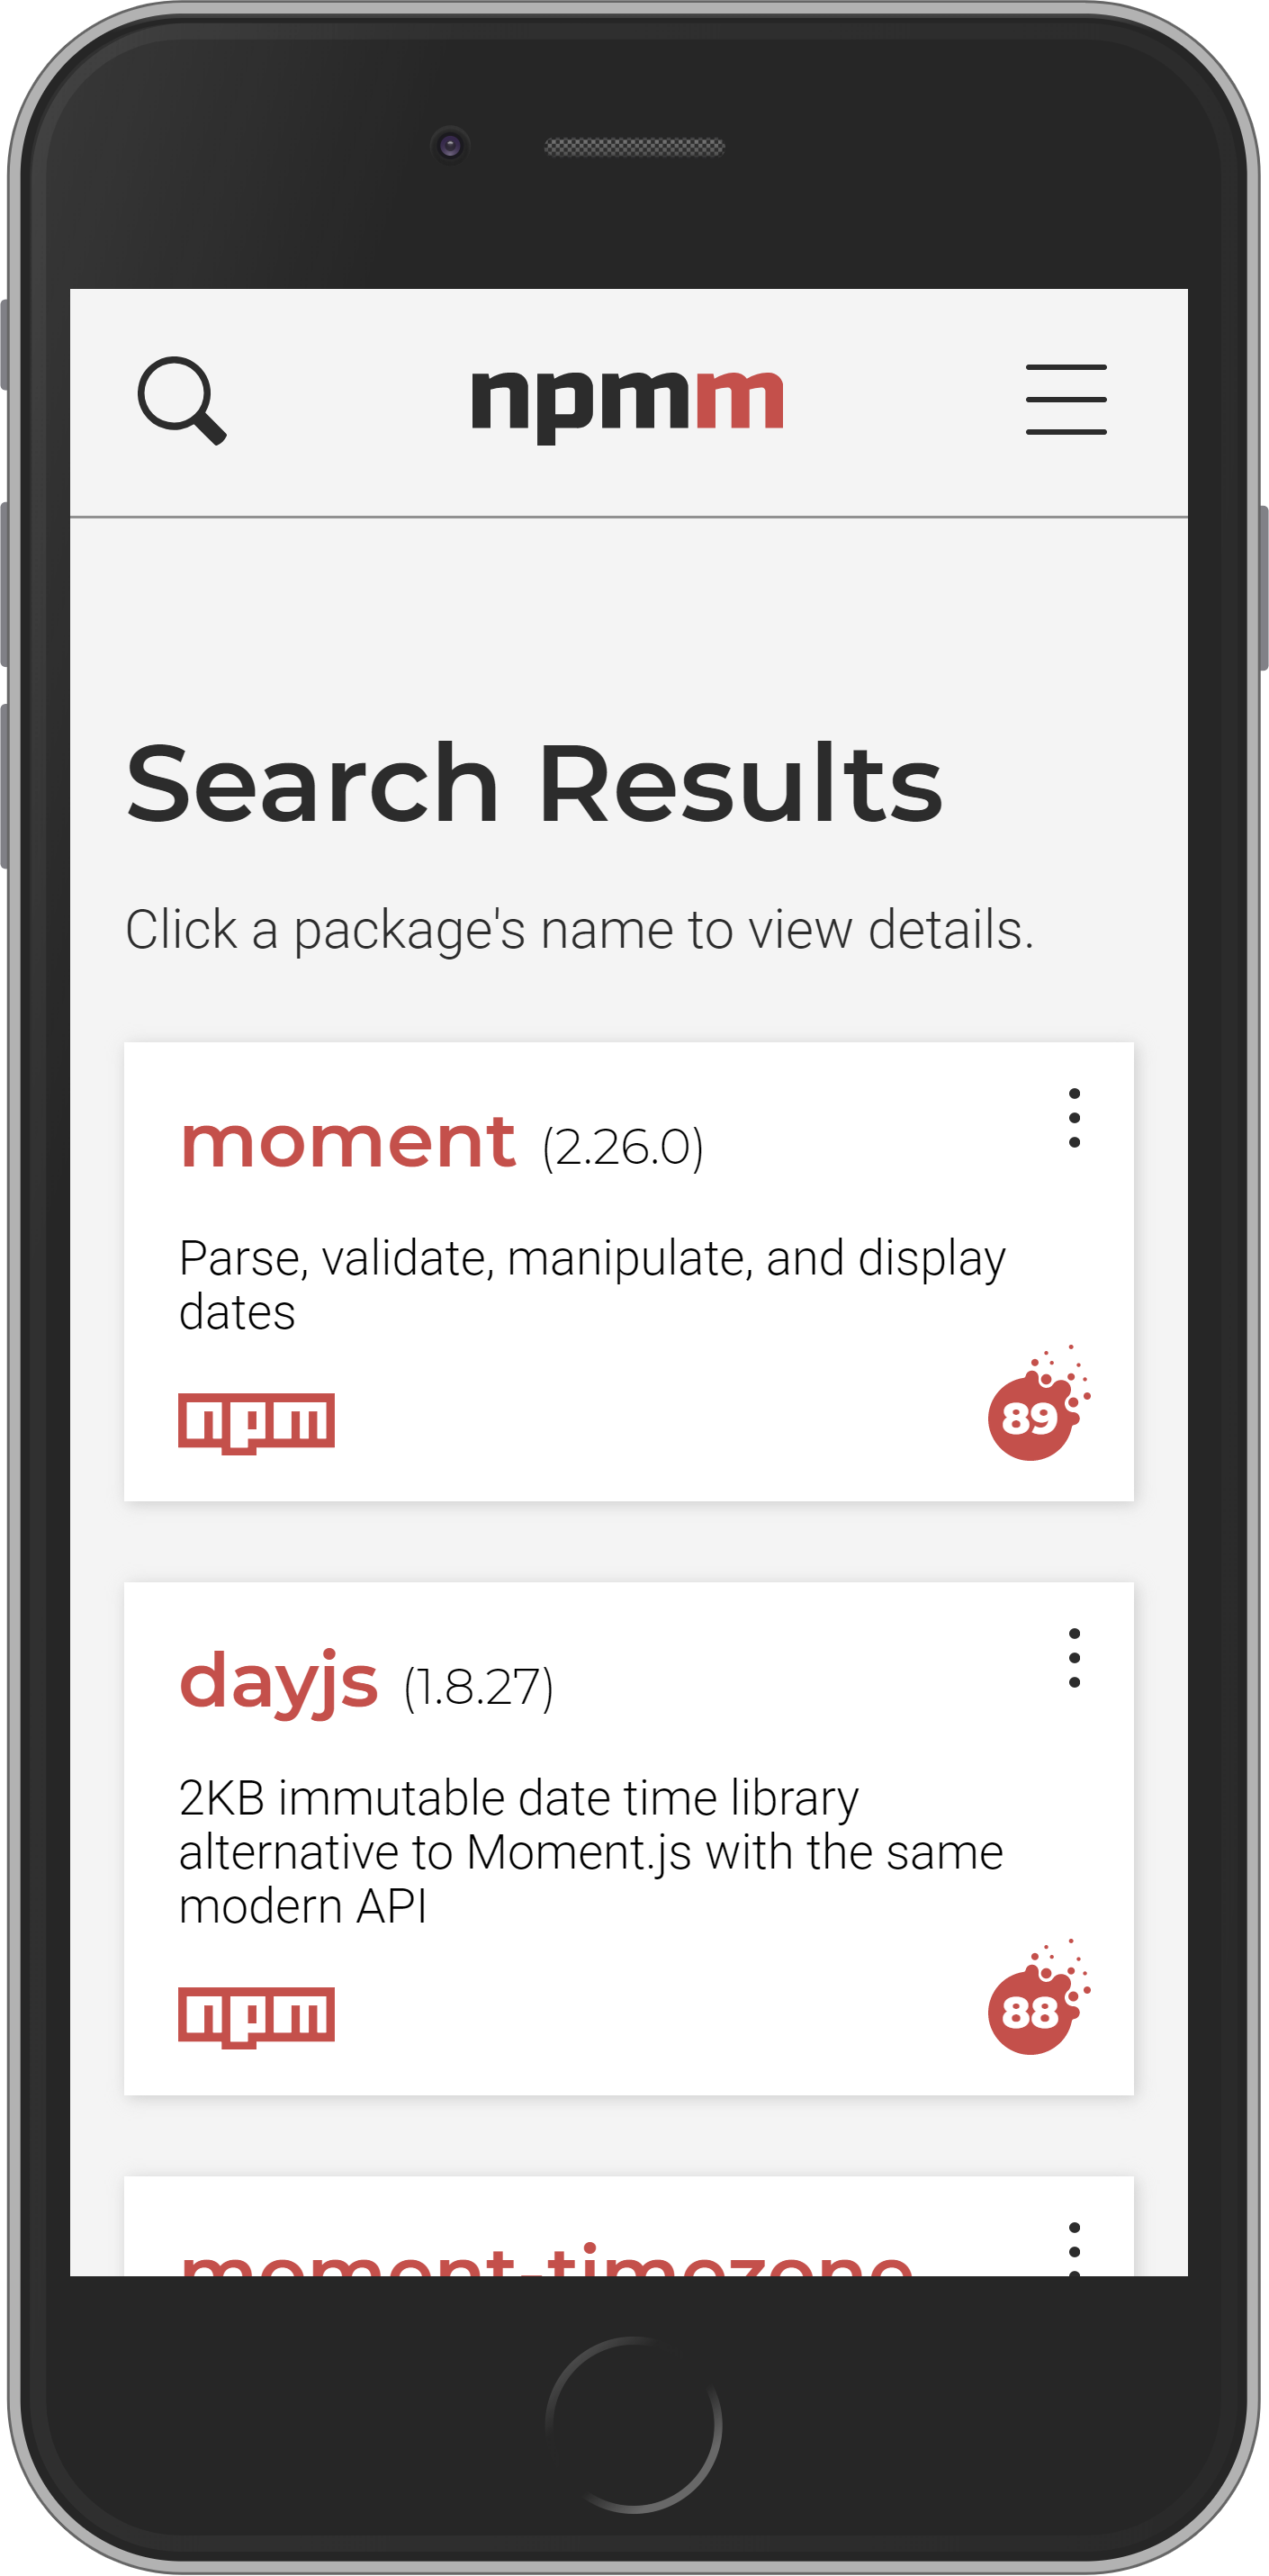 npmm
Search Results
Click a package's name to view details.
moment (2.26.0)
Parse, validate, manipulate, and display
dates
npm
89
dayjs (1.8.27)
2KB immutable date time library
alternative to Moment.js with the same
modern API
npm
88
moment-timezone